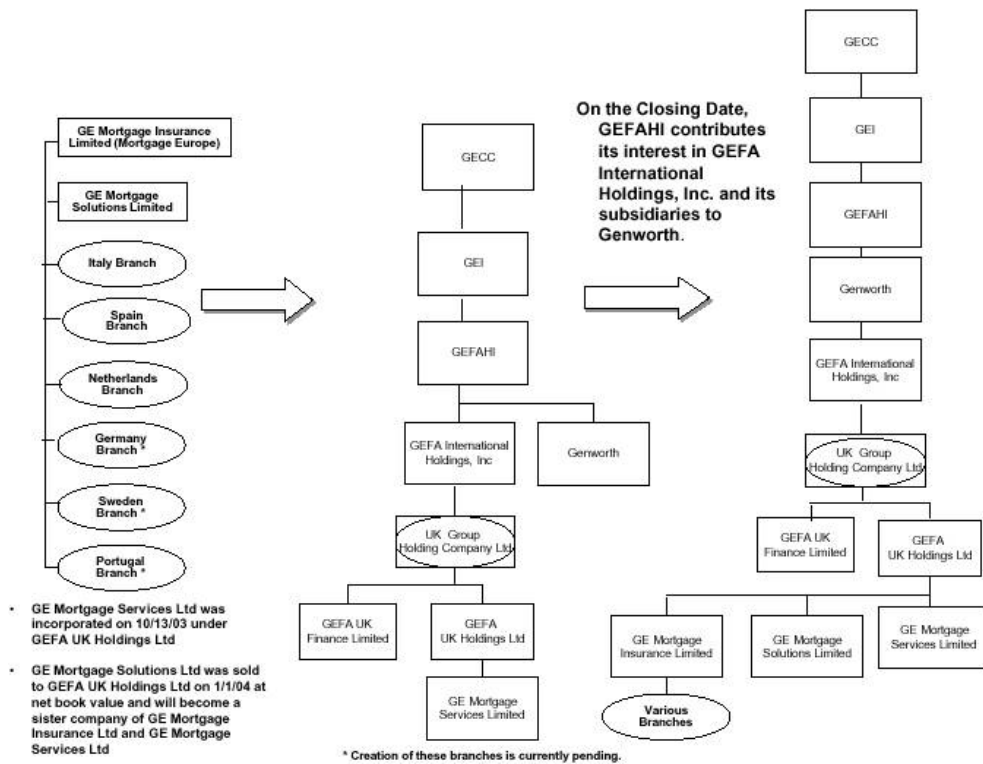 GE Mortgage Insurance
Limited (Mortgage Europe)
GE Mortgage
Solutions Limited
Italy Branch
Spain
Branch
Netherlands
Branch
Germany
Branch *
Sweden
Branch *
Portugal
Branch *
• GE Mortgage Services Ltd was
incorporated on 10/13/03 under
GEFA UK Holdings Ltd
• GE Mortgage Solutions Ltd was sold
to GEFA UK Holdings Ltd on 1/1/04 at
net book value and will become a
sister company of GE Mortgage
Insurance Ltd and GE Mortgage
Services Ltd
GECC
GEI
GEFAHI
GEFA International
Holdings, Inc
Genworth
UK Group
Holding Company Ltd
GEFA UK
Finance Limited
GEFA
UK Holdings Ltd
GE Mortgage
Services Limited
* Creation of these branches is currently pending.
On the Closing Date,
GEFAHI contributes
its interest in GEFA
International
Holdings, Inc. and its
subsidiaries to
Genworth.
GECC
GEI
GEFAHI
Genworth
GEFA International
Holdings, Inc
UK Group
Holding Company Ltd
GEFA UK
Finance Limited
GEFA
UK Holdings Ltd
GE Mortgage
Insurance Limited
GE Mortgage
Solutions Limited
GE Mortgage
Services Limited
Various
Branches